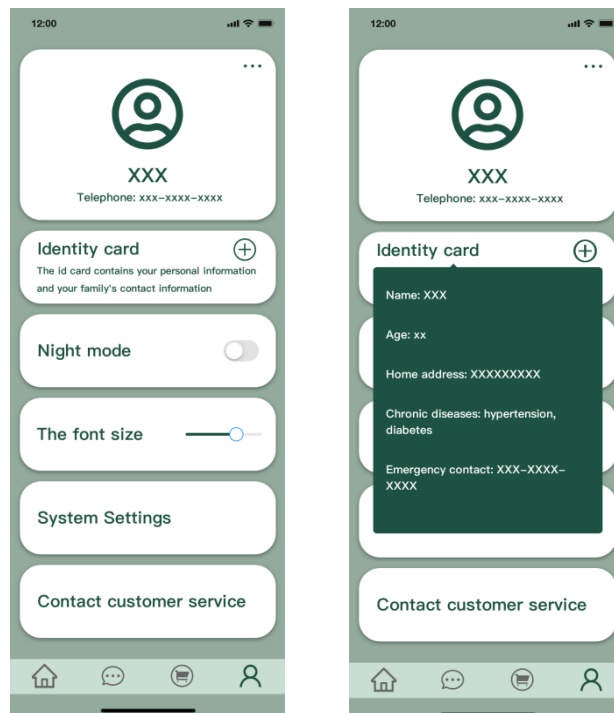 12:00
XXX
Telephone: xxx-xxxx-xxxx
Identity card
The id card contains your personal information
and your family's contact information
Night mode
The font size
System Settings
Contact customer service
12:00
XXX
Telephone: xxx-xxxx-xxxx
Identity card
Name: XXX
Age: xx
Home address: XXXXXXXXX
Chronic diseases: hypertension,
diabetes
Emergency contact: XXX-XXXX-
XXXX
Contact customer service